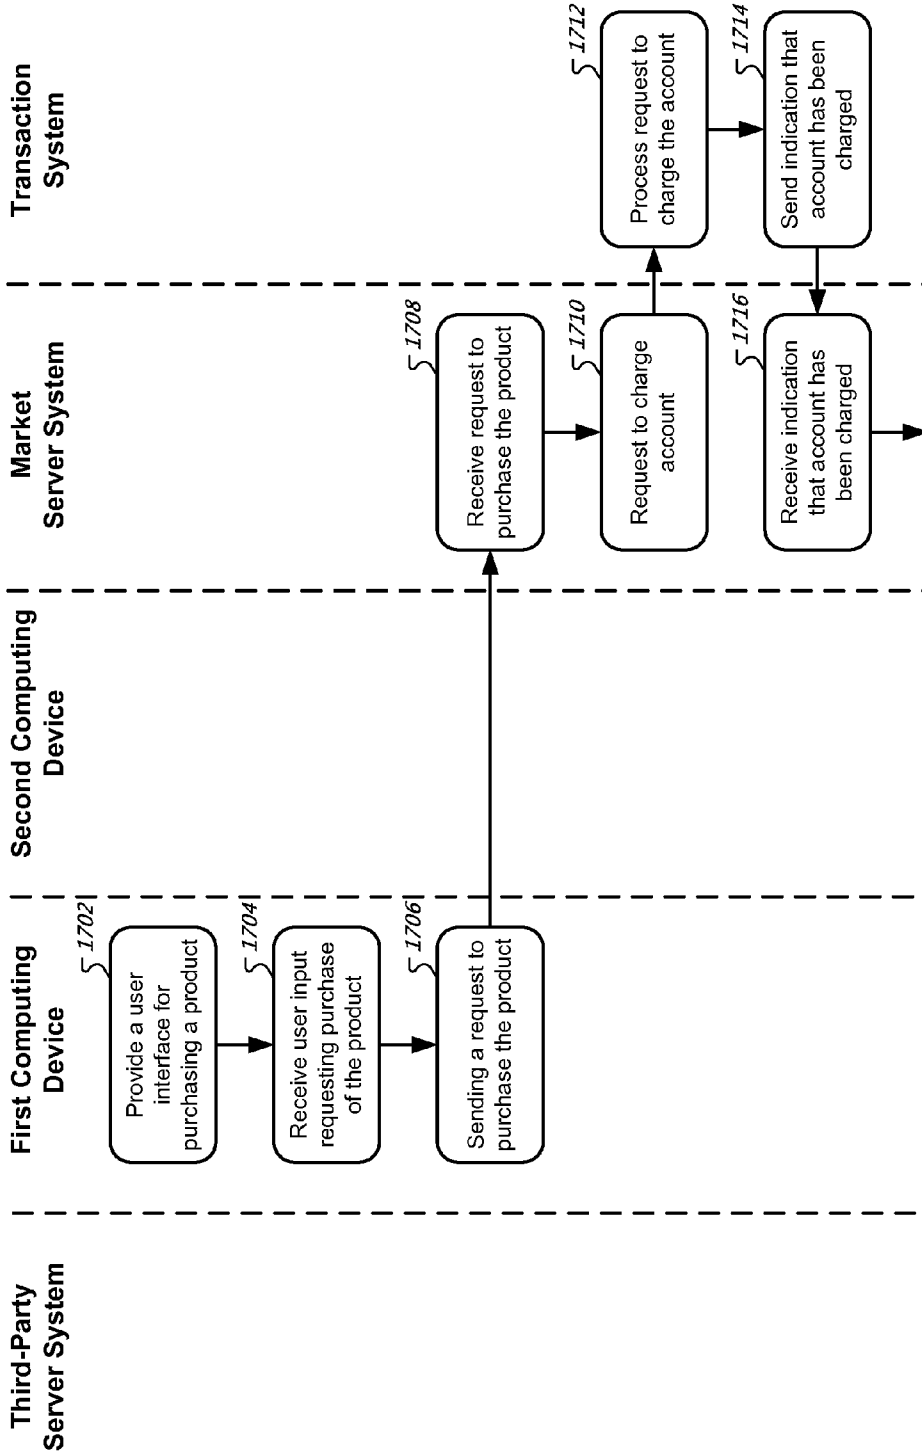 Third-Party
Server System
First Computing
Device
Second Computing
Device
Market
Server System
Transaction
System
1702
Provide a user
interface for
purchasing a product
1704
Receive user input
requesting purchase
of the product
1706
Sending a request to
purchase the product
1708
Receive request to
purchase the product
1710
Request to charge
account
1712
Process request to
charge the account
1714
Send indication that
account has been
charged
1716
Receive indication
that account has
been charged